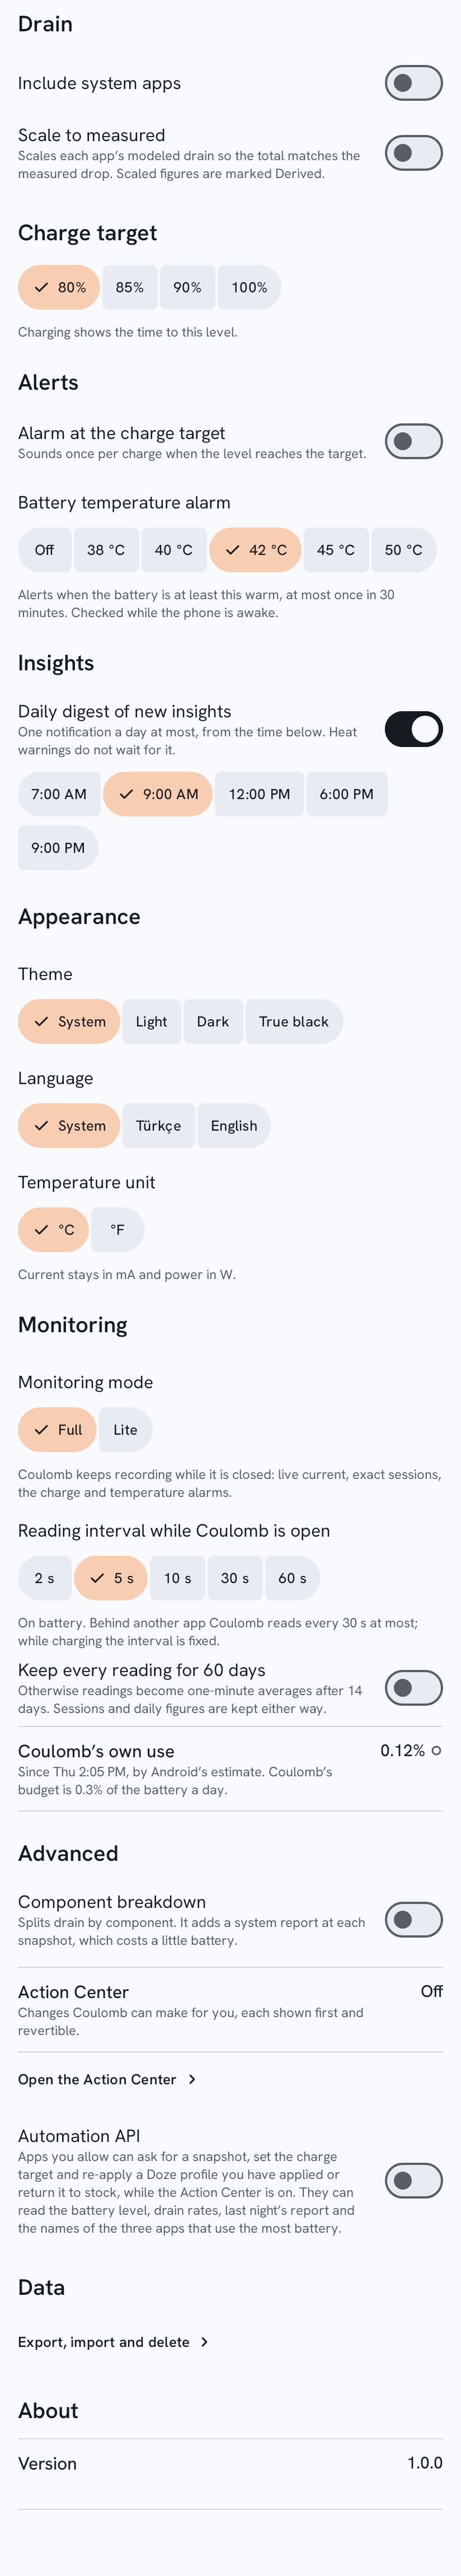 Drain
Include system apps
Scale to measured
Scales each app’s modeled drain so the total matches the
measured drop. Scaled figures are marked Derived.
Charge target
80% 85% 90% 100%
Charging shows the time to this level.
Alerts
Alarm at the charge target
Sounds once per charge when the level reaches the target.
Battery temperature alarm
Off 38 °C 40 °C 42 °C 45 °C 50 °C
Alerts when the battery is at least this warm, at most once in 30
minutes. Checked while the phone is awake.
Insights
Daily digest of new insights
One notification a day at most, from the time below. Heat
warnings do not wait for it.
7:00 AM 9:00 AM 12:00 PM 6:00 PM
9:00 PM
Appearance
Theme
System Light Dark True black
Language
System Türkçe English
Temperature unit
°C °F
Current stays in mA and power in W.
Monitoring
Monitoring mode
Full Lite
Coulomb keeps recording while it is closed: live current, exact sessions,
the charge and temperature alarms.
Reading interval while Coulomb is open
2 s 5 s 10 s 30 s 60 s
On battery. Behind another app Coulomb reads every 30 s at most;
while charging the interval is fixed.
Keep every reading for 60 days
Otherwise readings become one-minute averages after 14
days. Sessions and daily figures are kept either way.
Coulomb’s own use 0.12%
Since Thu 2:05 PM, by Android’s estimate. Coulomb’s
budget is 0.3% of the battery a day.
Advanced
Component breakdown
Splits drain by component. It adds a system report at each
snapshot, which costs a little battery.
Action Center Off
Changes Coulomb can make for you, each shown first and
revertible.
Open the Action Center
Automation API
Apps you allow can ask for a snapshot, set the charge
target and re-apply a Doze profile you have applied or
return it to stock, while the Action Center is on. They can
read the battery level, drain rates, last night’s report and
the names of the three apps that use the most battery.
Data
Export, import and delete
About
Version 1.0.0